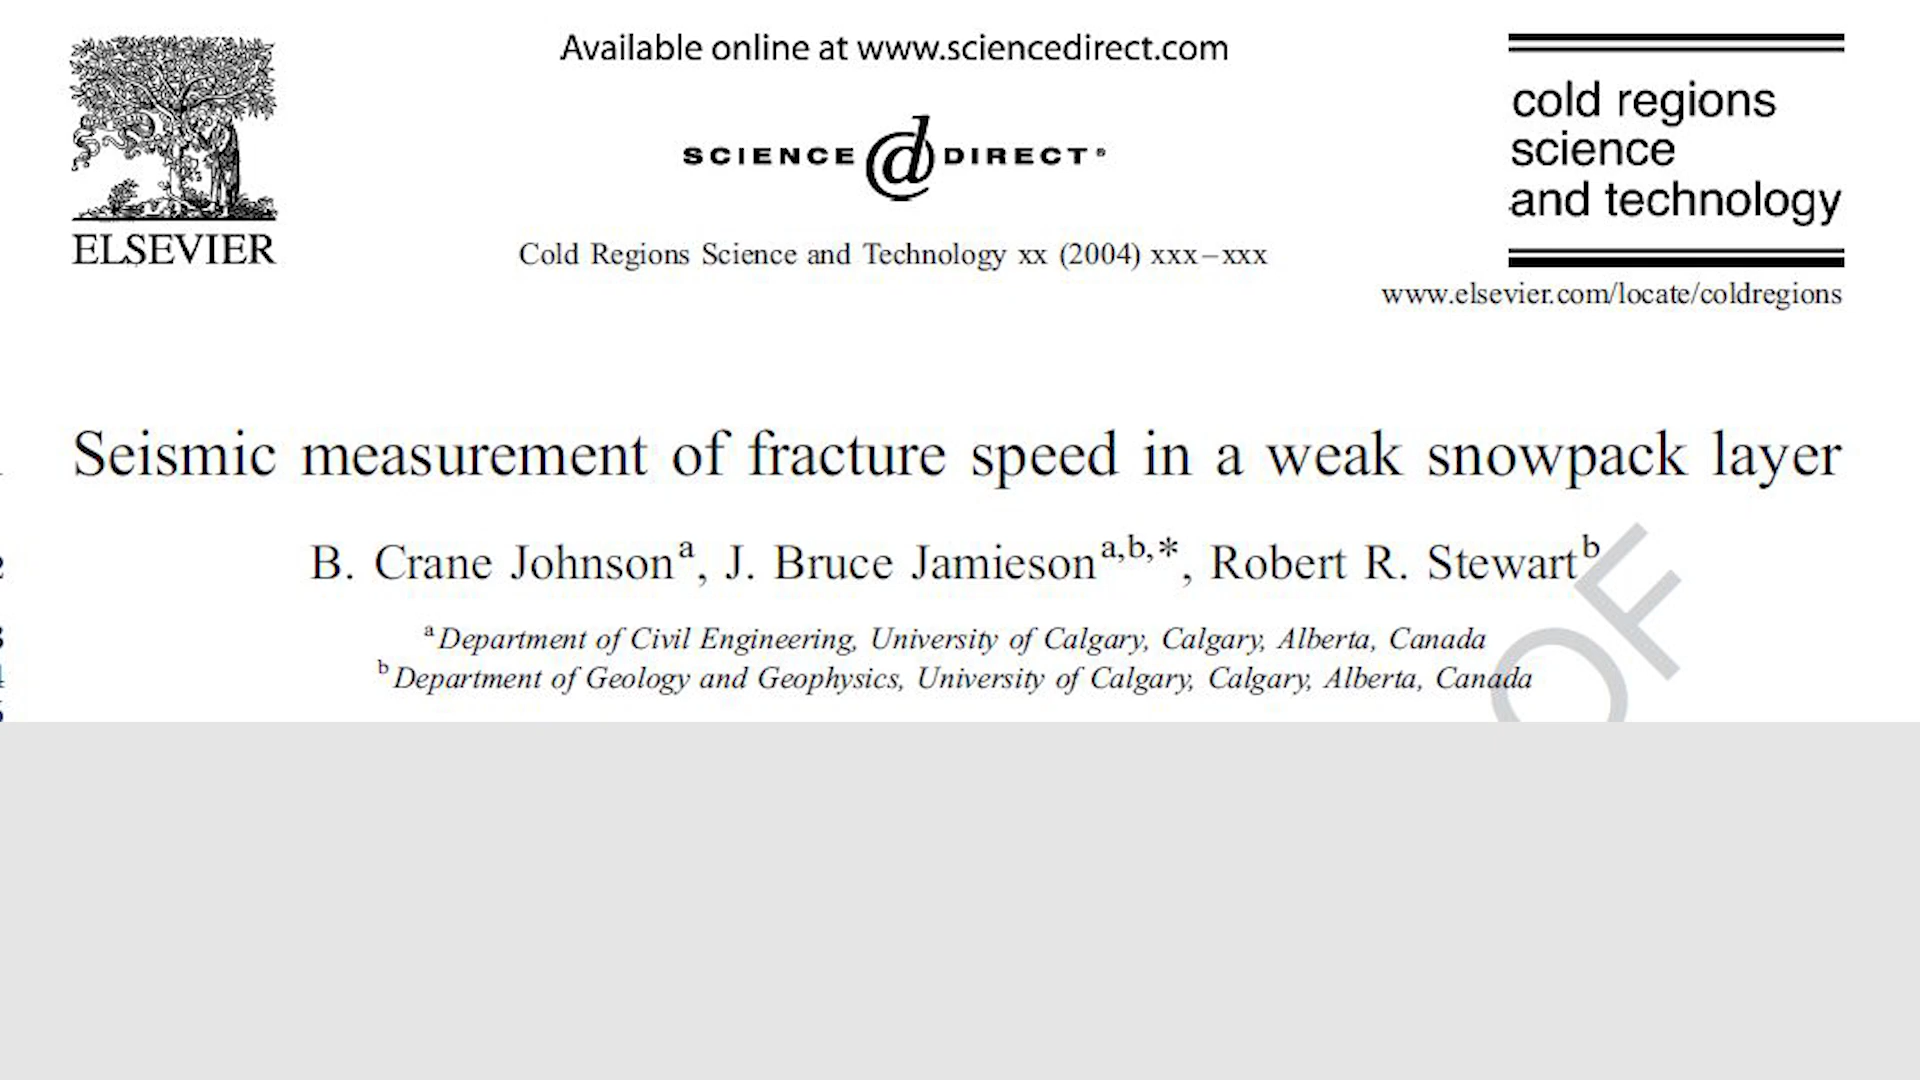 Available online at www.sciencedirect.com
SCIENCE @ DIRECT®
ELSEVIER
Cold Regions Science and Technology xx (2004) xxx–xxx
cold regions
science
and technology
www.elsevier.com/locate/coldregions
Seismic measurement of fracture speed in a weak snowpack layer
B. Crane Johnsonᵃ, J. Bruce Jamiesonᵃ,ᵇ,*, Robert R. Stewartᵇ
ᵃ Department of Civil Engineering, University of Calgary, Calgary, Alberta, Canada
ᵇ Department of Geology and Geophysics, University of Calgary, Calgary, Alberta, Canada
OF